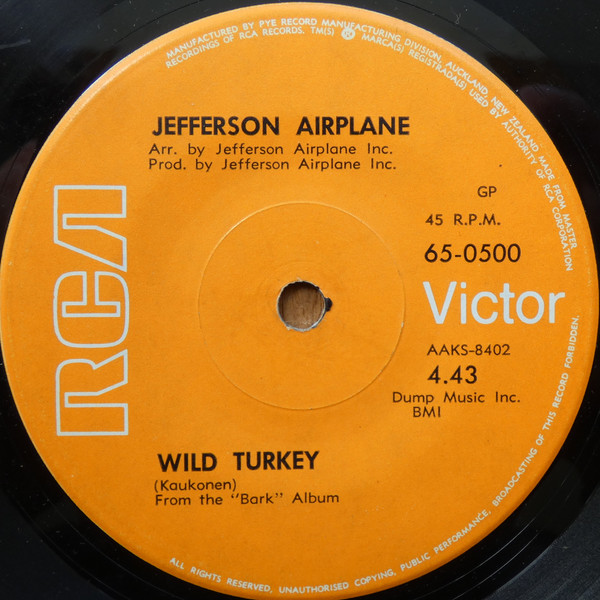 MANUFACTURED BY PYE RECORD MANUFACTURING DIVISION, AUCKLAND, NEW ZEALAND MADE FROM MASTER
RECORDINGS OF RCA RECORDS. TM(S) ® MARCA(S) REGISTRADA(S) USED BY AUTHORITY OF RCA CORPORATION
JEFFERSON AIRPLANE
Arr. by Jefferson Airplane Inc.
Prod. by Jefferson Airplane Inc.
GP
45 R.P.M.
65-0500
RCA
Victor
AAKS-8402
4.43
Dump Music Inc.
BMI
WILD TURKEY
(Kaukonen)
From the "Bark" Album
ALL RIGHTS RESERVED, UNAUTHORISED COPYING, PUBLIC PERFORMANCE, BROADCASTING OF THIS RECORD FORBIDDEN.